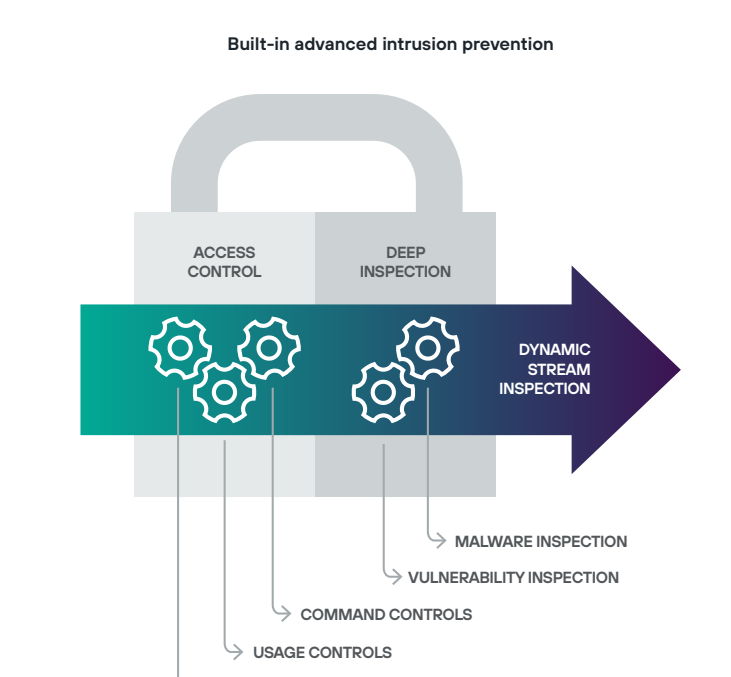 Built-in advanced intrusion prevention
ACCESS
CONTROL
DEEP
INSPECTION
DYNAMIC
STREAM
INSPECTION
MALWARE INSPECTION
VULNERABILITY INSPECTION
COMMAND CONTROLS
USAGE CONTROLS